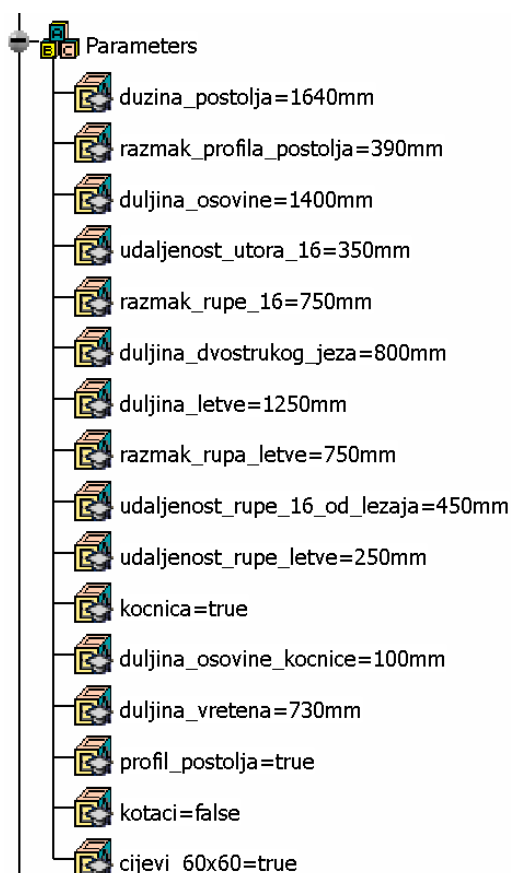 Parameters
duzina_postolja=1640mm
razmak_profila_postolja=390mm
duljina_osovine=1400mm
udaljenost_utora_16=350mm
razmak_rupe_16=750mm
duljina_dvostrukog_jeza=800mm
duljina_letve=1250mm
razmak_rupa_letve=750mm
udaljenost_rupe_16_od_lezaja=450mm
udaljenost_rupe_letve=250mm
kocnica=true
duljina_osovine_kocnice=100mm
duljina_vretena=730mm
profil_postolja=true
kotaci=false
cijevi_60x60=true